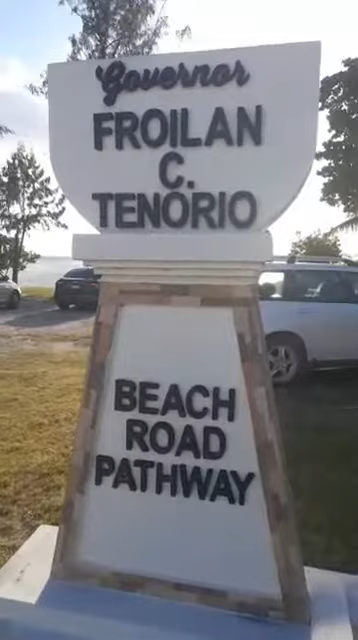 Governor
FROILAN
C.
TENORIO
BEACH
ROAD
PATHWAY